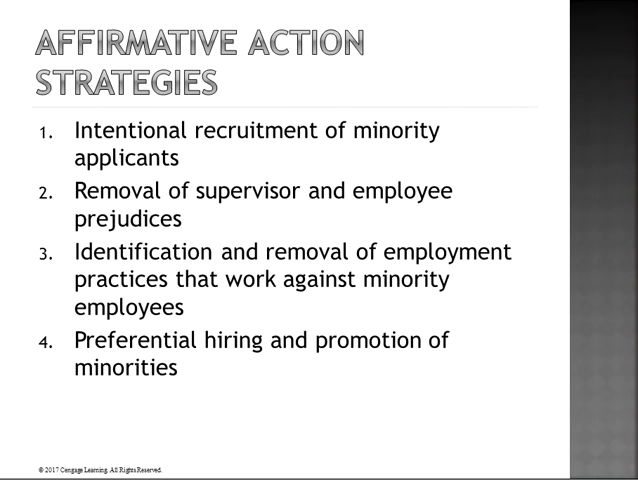 AFFIRMATIVE ACTION
STRATEGIES
1. Intentional recruitment of minority
applicants
2. Removal of supervisor and employee
prejudices
3. Identification and removal of employment
practices that work against minority
employees
4. Preferential hiring and promotion of
minorities
© 2017 Cengage Learning. All Rights Reserved.